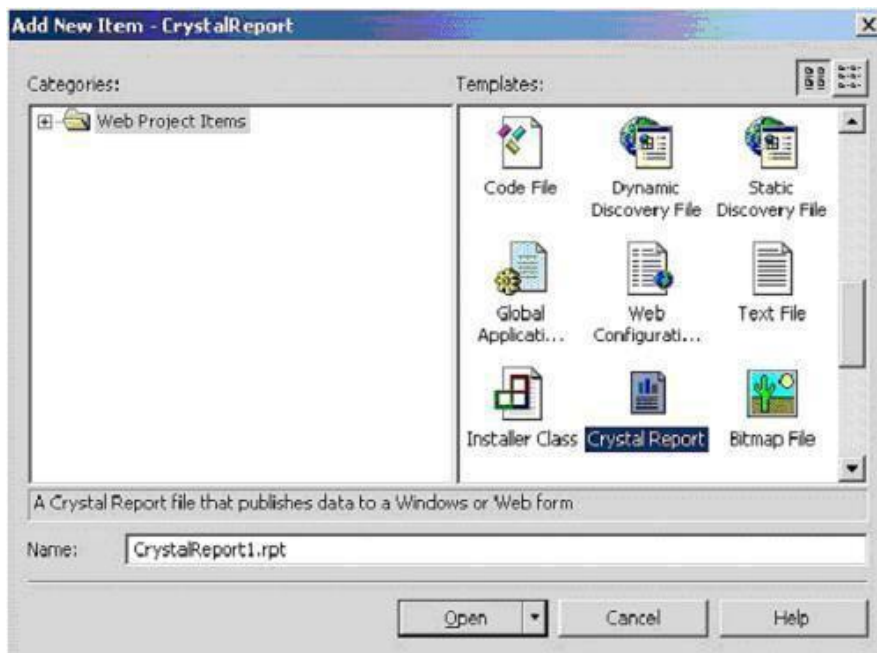 Add New Item - CrystalReport
Categories:
Templates:
Web Project Items
Code File
Dynamic Discovery File
Static Discovery File
Global Applicati...
Web Configurati...
Text File
Installer Class
Crystal Report
Bitmap File
A Crystal Report file that publishes data to a Windows or Web form
Name:
CrystalReport1.rpt
Open
Cancel
Help